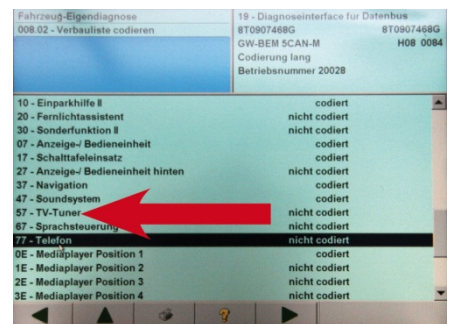 Fahrzeug-Eigendiagnose
008.02 - Verbauliste codieren
19 - Diagnoseinterface fur Datenbus
8T0907468G 8T0907468G
GW-BEM 5CAN-M H08 0084
Codierung lang
Betriebsnummer 20028
10 - Einparkhilfe II codiert
20 - Fernlichtassistent nicht codiert
30 - Sonderfunktion II nicht codiert
07 - Anzeige-/ Bedieneinheit codiert
17 - Schalttafeleinsatz codiert
27 - Anzeige-/ Bedieneinheit hinten nicht codiert
37 - Navigation codiert
47 - Soundsystem codiert
57 - TV-Tuner nicht codiert
67 - Sprachsteuerung nicht codiert
77 - Telefon nicht codiert
0E - Mediaplayer Position 1 codiert
1E - Mediaplayer Position 2 nicht codiert
2E - Mediaplayer Position 3 nicht codiert
3E - Mediaplayer Position 4 nicht codiert
?